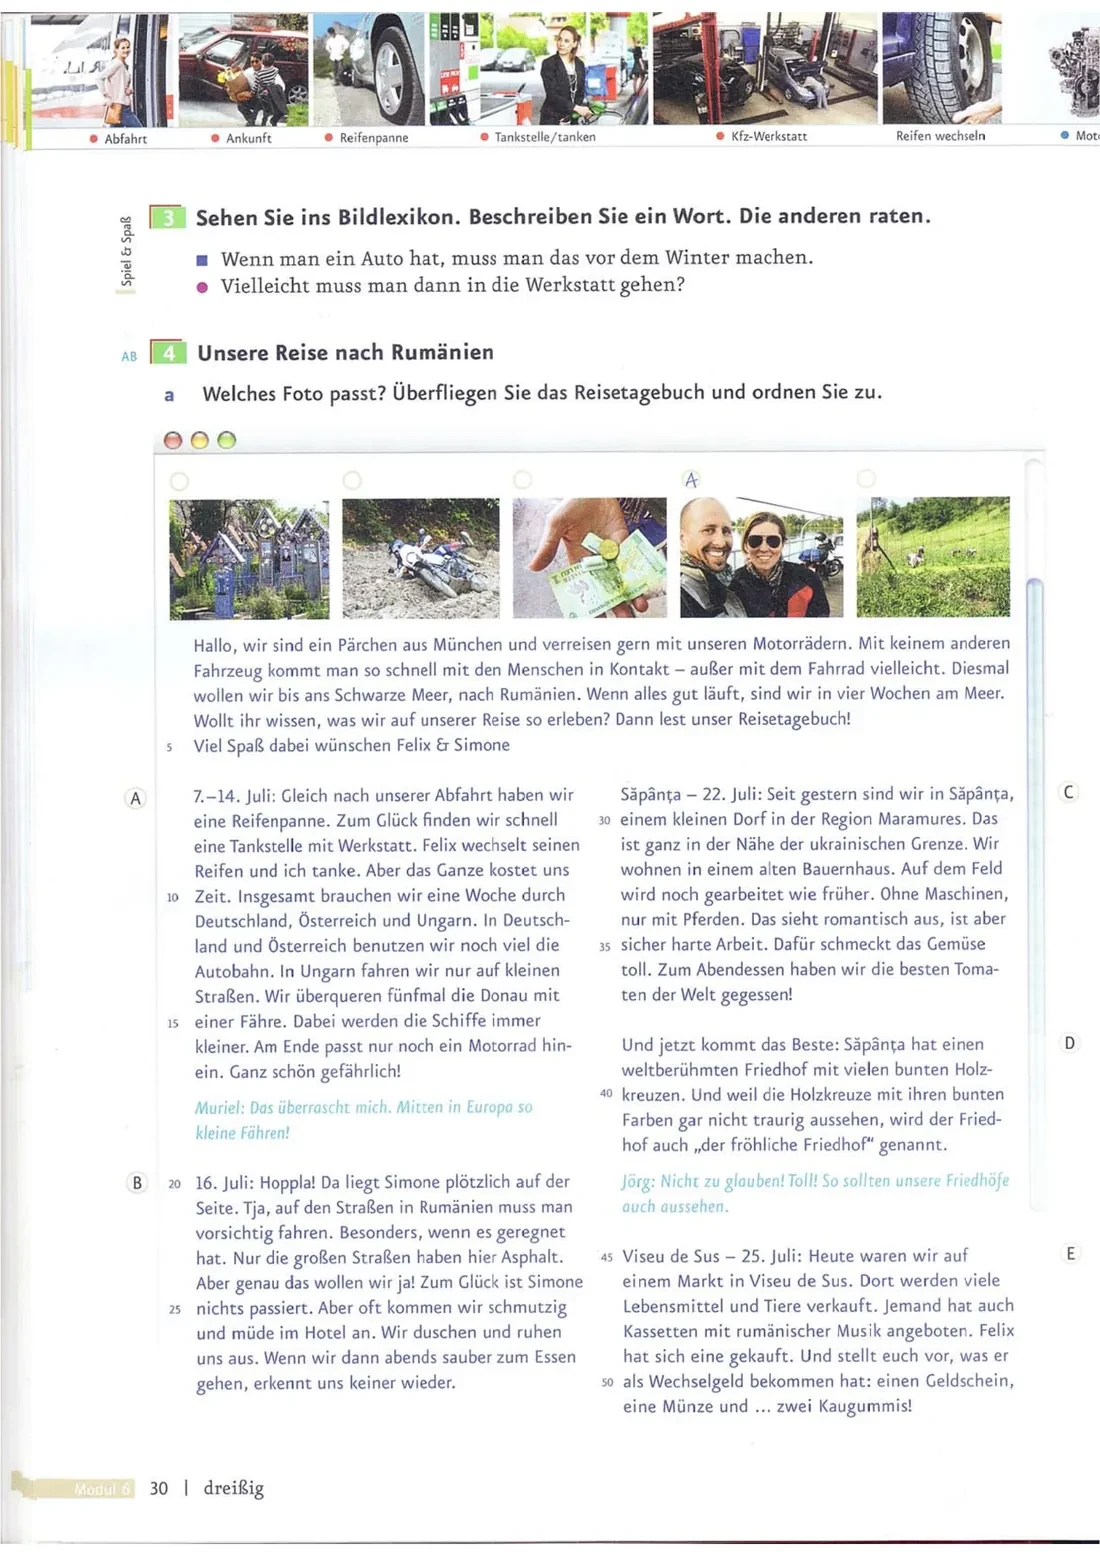 Abfahrt
Ankunft
Reifenpanne
Tankstelle/tanken
Kfz-Werkstatt
Reifen wechseln
Spiel & Spaß
3 Sehen Sie ins Bildlexikon. Beschreiben Sie ein Wort. Die anderen raten.
Wenn man ein Auto hat, muss man das vor dem Winter machen.
Vielleicht muss man dann in die Werkstatt gehen?
AB 4 Unsere Reise nach Rumänien
a Welches Foto passt? Überfliegen Sie das Reisetagebuch und ordnen Sie zu.
A
Hallo, wir sind ein Pärchen aus München und verreisen gern mit unseren Motorrädern. Mit keinem anderen
Fahrzeug kommt man so schnell mit den Menschen in Kontakt – außer mit dem Fahrrad vielleicht. Diesmal
wollen wir bis ans Schwarze Meer, nach Rumänien. Wenn alles gut läuft, sind wir in vier Wochen am Meer.
Wollt ihr wissen, was wir auf unserer Reise so erleben? Dann lest unser Reisetagebuch!
5 Viel Spaß dabei wünschen Felix & Simone
A 7.–14. Juli: Gleich nach unserer Abfahrt haben wir
eine Reifenpanne. Zum Glück finden wir schnell
eine Tankstelle mit Werkstatt. Felix wechselt seinen
Reifen und ich tanke. Aber das Ganze kostet uns
10 Zeit. Insgesamt brauchen wir eine Woche durch
Deutschland, Österreich und Ungarn. In Deutsch-
land und Österreich benutzen wir noch viel die
Autobahn. In Ungarn fahren wir nur auf kleinen
Straßen. Wir überqueren fünfmal die Donau mit
15 einer Fähre. Dabei werden die Schiffe immer
kleiner. Am Ende passt nur noch ein Motorrad hin-
ein. Ganz schön gefährlich!
Muriel: Das überrascht mich. Mitten in Europa so
kleine Fähren!
B 20 16. Juli: Hoppla! Da liegt Simone plötzlich auf der
Seite. Tja, auf den Straßen in Rumänien muss man
vorsichtig fahren. Besonders, wenn es geregnet
hat. Nur die großen Straßen haben hier Asphalt.
Aber genau das wollen wir ja! Zum Glück ist Simone
25 nichts passiert. Aber oft kommen wir schmutzig
und müde im Hotel an. Wir duschen und ruhen
uns aus. Wenn wir dann abends sauber zum Essen
gehen, erkennt uns keiner wieder.
Săpânța – 22. Juli: Seit gestern sind wir in Săpânța, C
30 einem kleinen Dorf in der Region Maramures. Das
ist ganz in der Nähe der ukrainischen Grenze. Wir
wohnen in einem alten Bauernhaus. Auf dem Feld
wird noch gearbeitet wie früher. Ohne Maschinen,
nur mit Pferden. Das sieht romantisch aus, ist aber
35 sicher harte Arbeit. Dafür schmeckt das Gemüse
toll. Zum Abendessen haben wir die besten Toma-
ten der Welt gegessen!
Und jetzt kommt das Beste: Săpânța hat einen D
weltberühmten Friedhof mit vielen bunten Holz-
40 kreuzen. Und weil die Holzkreuze mit ihren bunten
Farben gar nicht traurig aussehen, wird der Fried-
hof auch „der fröhliche Friedhof“ genannt.
Jörg: Nicht zu glauben! Toll! So sollten unsere Friedhöfe
auch aussehen.
45 Viseu de Sus – 25. Juli: Heute waren wir auf E
einem Markt in Viseu de Sus. Dort werden viele
Lebensmittel und Tiere verkauft. Jemand hat auch
Kassetten mit rumänischer Musik angeboten. Felix
hat sich eine gekauft. Und stellt euch vor, was er
50 als Wechselgeld bekommen hat: einen Geldschein,
eine Münze und ... zwei Kaugummis!
Modul 6 30 | dreißig